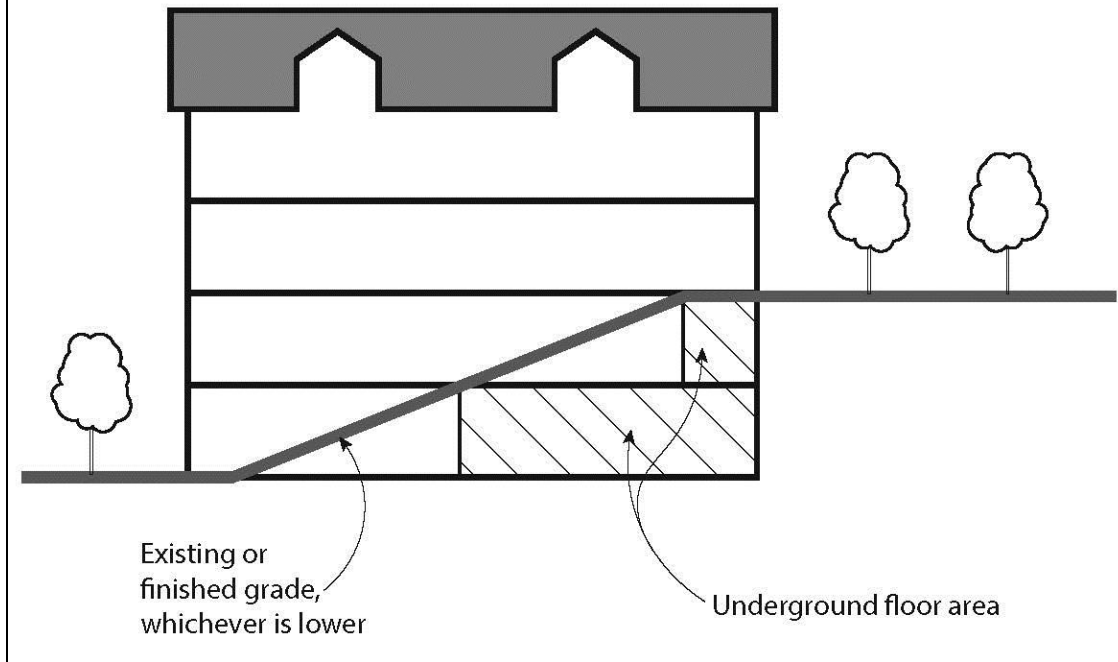 Existing or
finished grade,
whichever is lower
Underground floor area